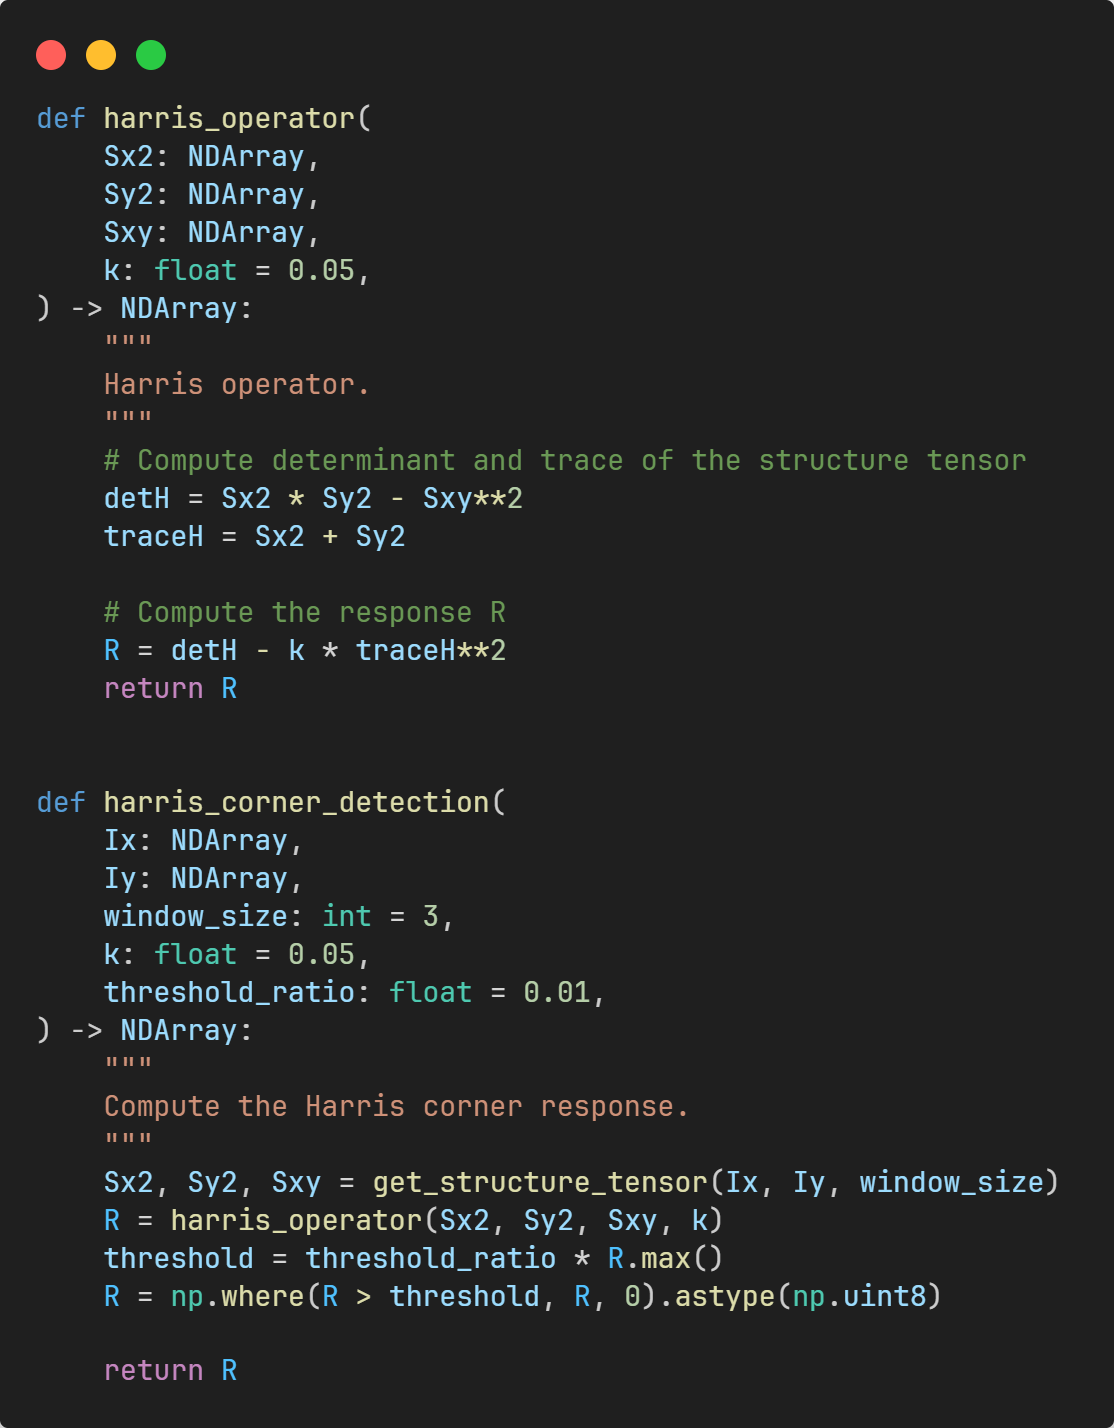 def harris_operator(
    Sx2: NDArray,
    Sy2: NDArray,
    Sxy: NDArray,
    k: float = 0.05,
) -> NDArray:
    """
    Harris operator.
    """
    # Compute determinant and trace of the structure tensor
    detH = Sx2 * Sy2 - Sxy**2
    traceH = Sx2 + Sy2

    # Compute the response R
    R = detH - k * traceH**2
    return R


def harris_corner_detection(
    Ix: NDArray,
    Iy: NDArray,
    window_size: int = 3,
    k: float = 0.05,
    threshold_ratio: float = 0.01,
) -> NDArray:
    """
    Compute the Harris corner response.
    """
    Sx2, Sy2, Sxy = get_structure_tensor(Ix, Iy, window_size)
    R = harris_operator(Sx2, Sy2, Sxy, k)
    threshold = threshold_ratio * R.max()
    R = np.where(R > threshold, R, 0).astype(np.uint8)

    return R